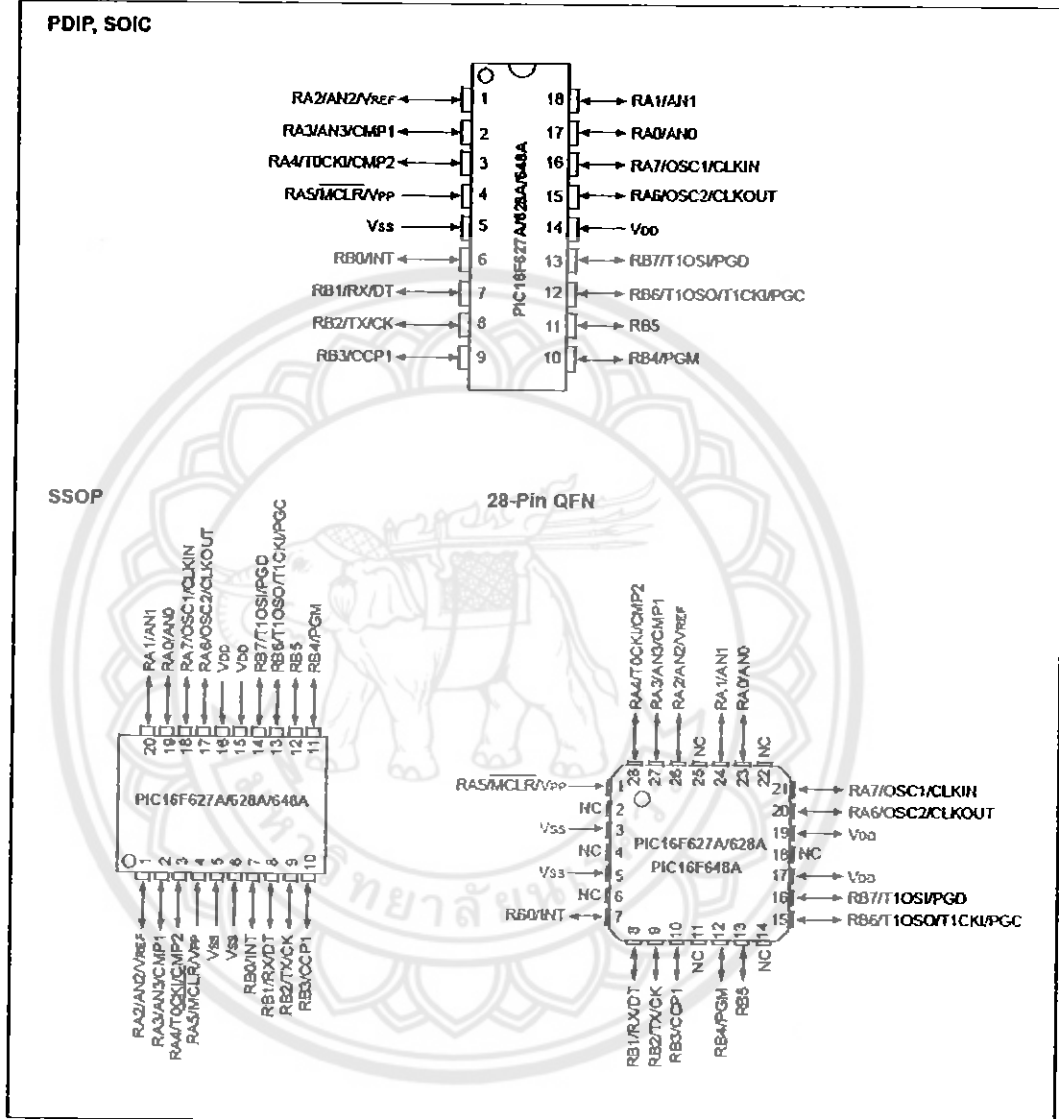 PDIP, SOIC
RA2/AN2/VREF 1 18 RA1/AN1
RA3/AN3/CMP1 2 17 RA0/AN0
RA4/T0CKI/CMP2 3 16 RA7/OSC1/CLKIN
RA5/MCLR/VPP 4 15 RA6/OSC2/CLKOUT
VSS 5 14 VDD
RB0/INT 6 13 RB7/T1OSI/PGD
RB1/RX/DT 7 12 RB6/T1OSO/T1CKI/PGC
RB2/TX/CK 8 11 RB5
RB3/CCP1 9 10 RB4/PGM
PIC16F627A/628A/648A
SSOP
RA1/AN1 20
RA0/AN0 19
RA7/OSC1/CLKIN 18
RA6/OSC2/CLKOUT 17
VDD 16
VDD 15
RB7/T1OSI/PGD 14
RB6/T1OSO/T1CKI/PGC 13
RB5 12
RB4/PGM 11
PIC16F627A/628A/648A
1 RA2/AN2/VREF
2 RA3/AN3/CMP1
3 RA4/T0CKI/CMP2
4 RA5/MCLR/VPP
5 VSS
6 VSS
7 RB0/INT
8 RB1/RX/DT
9 RB2/TX/CK
10 RB3/CCP1
28-Pin QFN
RA4/T0CKI/CMP2 28
RA3/AN3/CMP1 27
RA2/AN2/VREF 26
NC 25
RA1/AN1 24
RA0/AN0 23
NC 22
RA5/MCLR/VPP 1 21 RA7/OSC1/CLKIN
NC 2 20 RA6/OSC2/CLKOUT
VSS 3 19 VDD
NC 4 18 NC
VSS 5 17 VDD
NC 6 16 RB7/T1OSI/PGD
RB0/INT 7 15 RB6/T1OSO/T1CKI/PGC
PIC16F627A/628A
PIC16F648A
8 RB1/RX/DT
9 RB2/TX/CK
10 RB3/CCP1
11 NC
12 RB4/PGM
13 RB5
14 NC